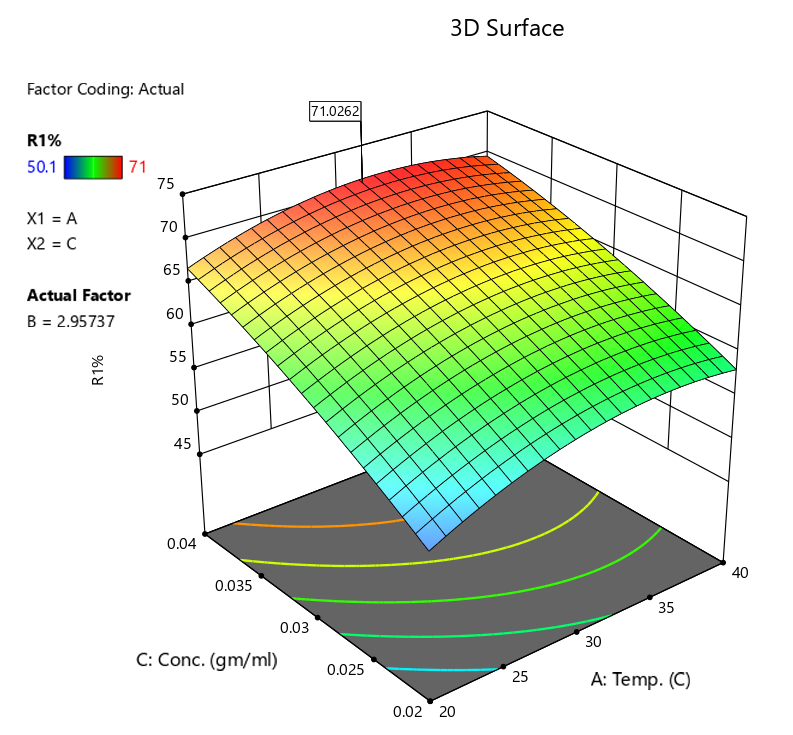 3D Surface
Factor Coding: Actual
R1%
50.1 71
X1 = A
X2 = C
Actual Factor
B = 2.95737
71.0262
75
70
65
60
55
50
45
R1%
0.04
0.035
0.03
0.025
0.02
C: Conc. (gm/ml)
20
25
30
35
40
A: Temp. (C)